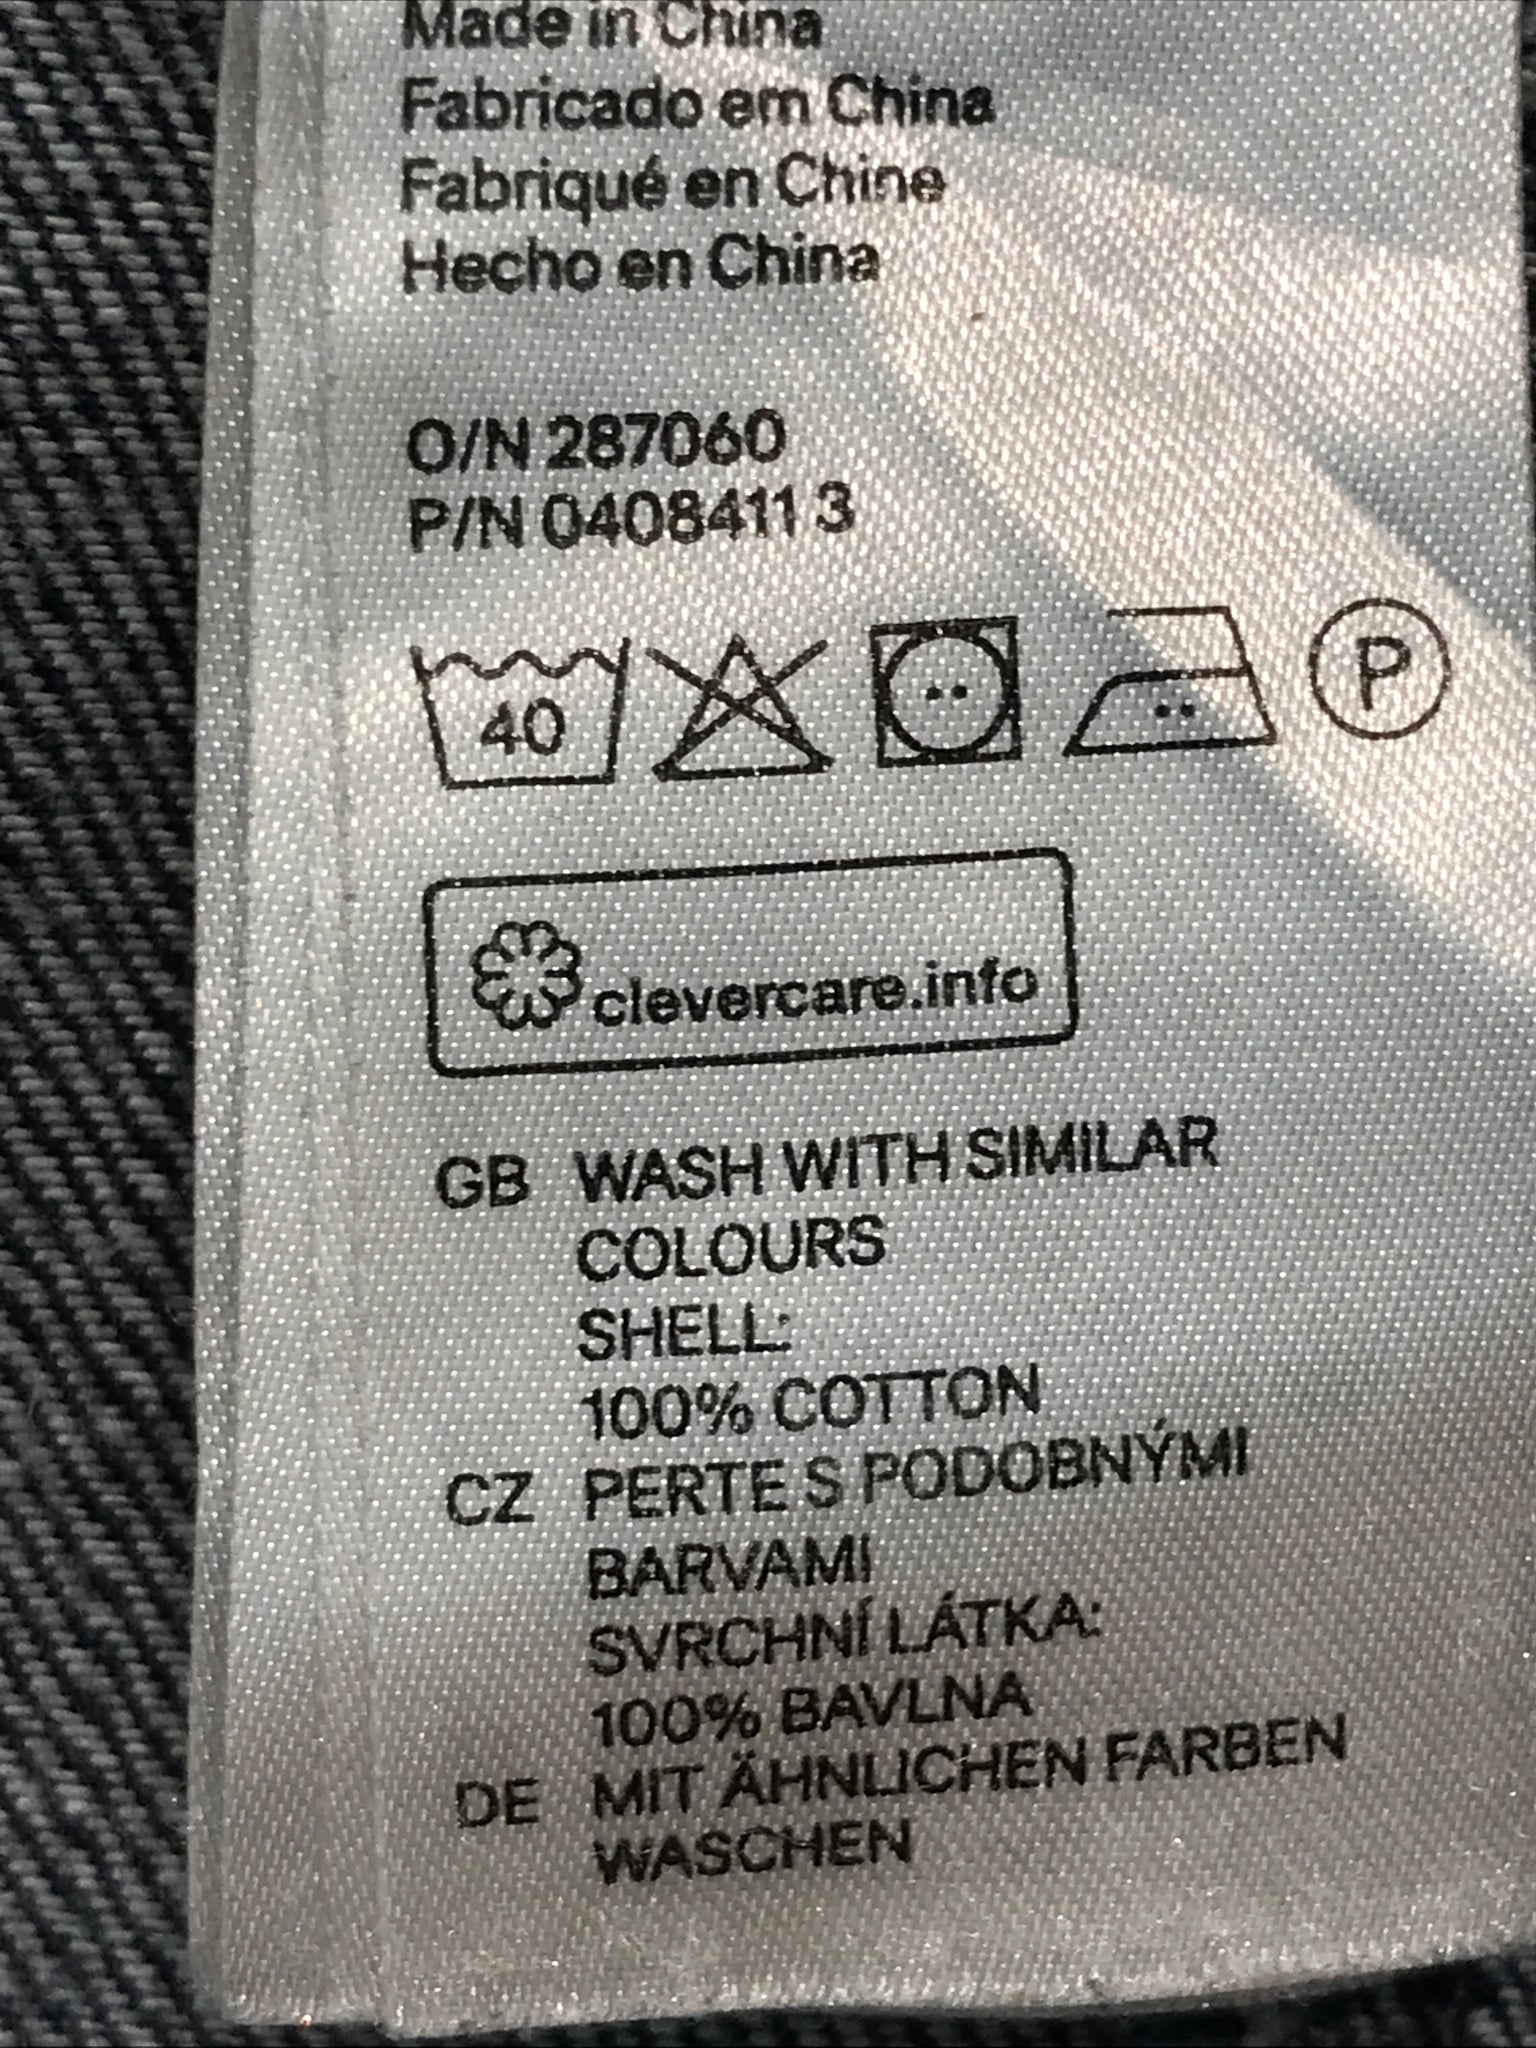 Made in China
Fabricado em China
Fabriqué en Chine
Hecho en China
O/N 287060
P/N 0408411 3
40
P
clevercare.info
GB WASH WITH SIMILAR
COLOURS
SHELL:
100% COTTON
CZ PERTE S PODOBNÝMI
BARVAMI
SVRCHNÍ LÁTKA:
100% BAVLNA
DE MIT ÄHNLICHEN FARBEN
WASCHEN